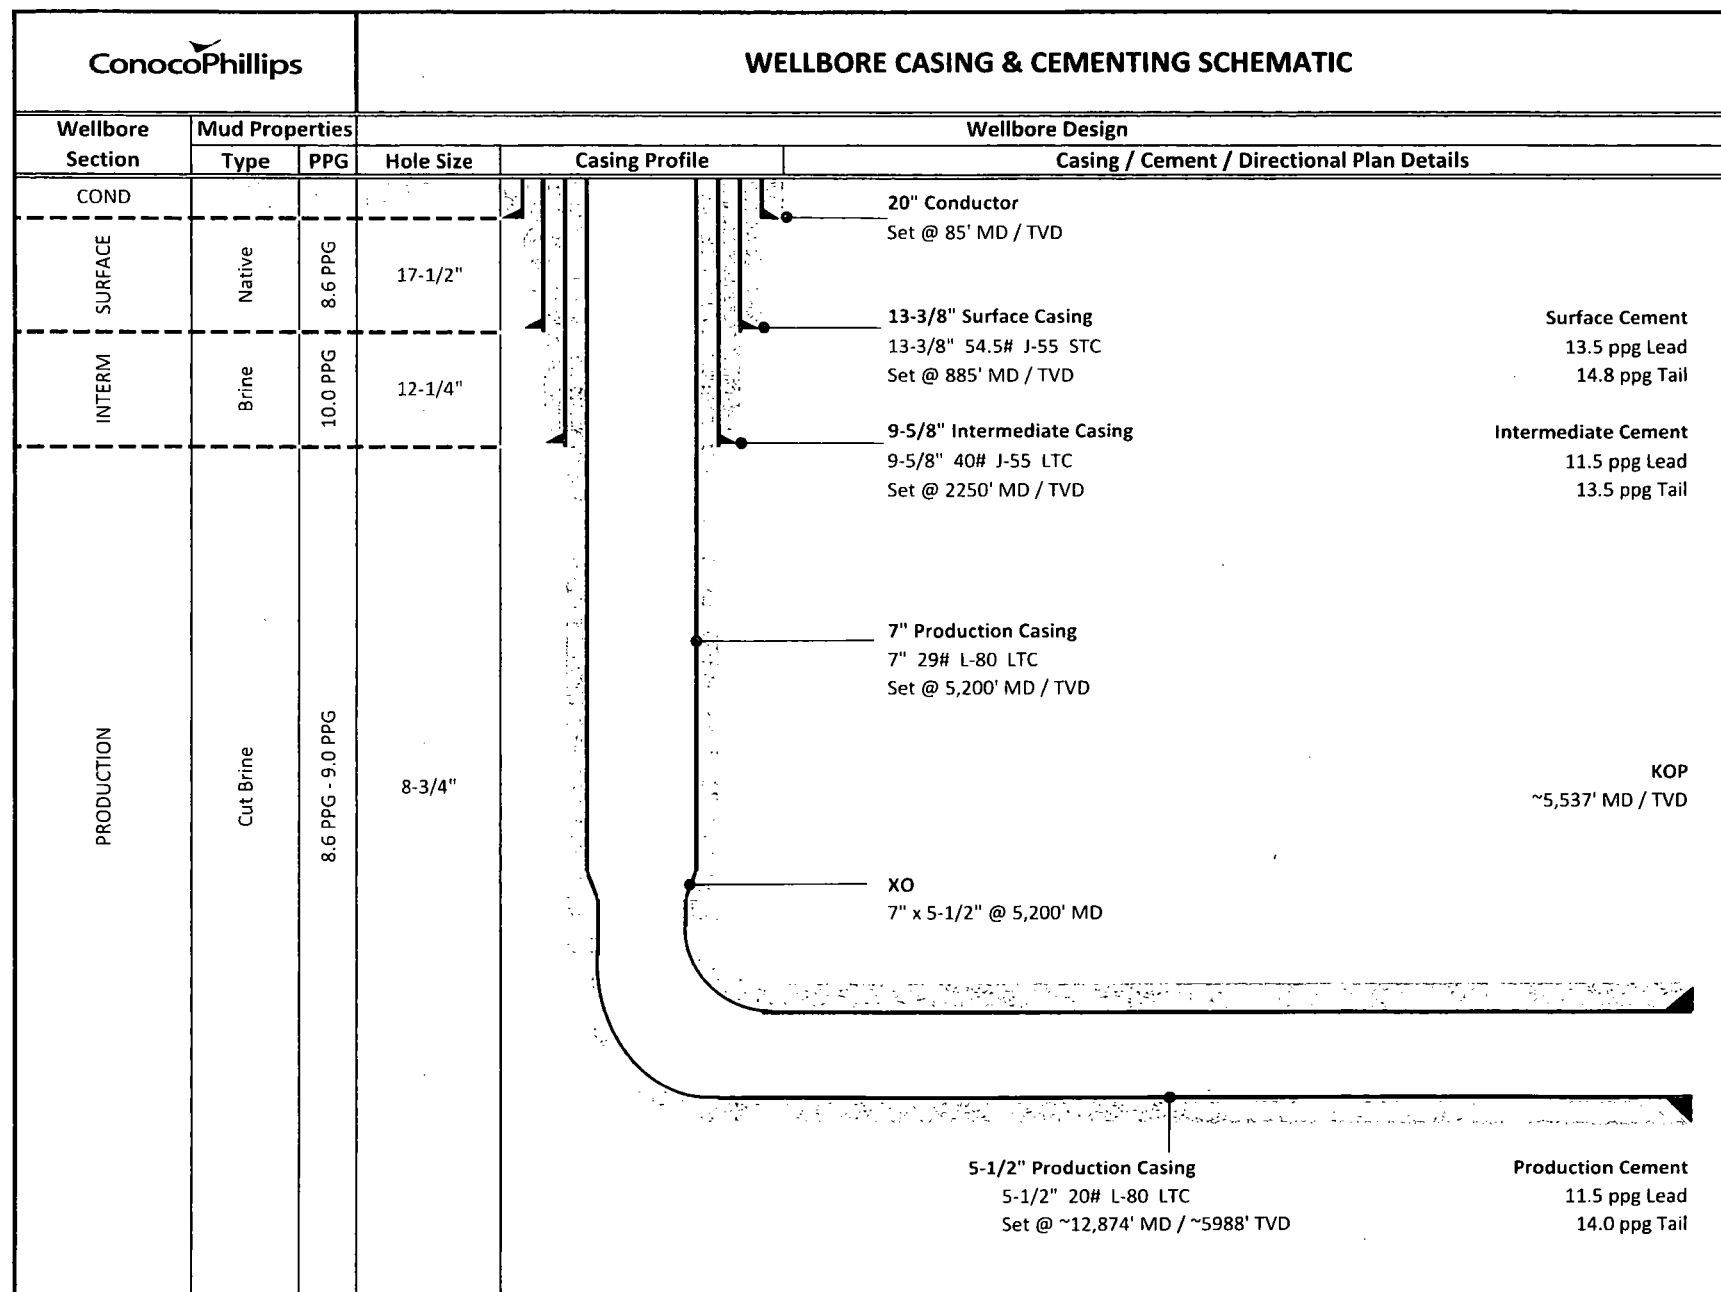 ConocoPhillips
WELLBORE CASING & CEMENTING SCHEMATIC
Wellbore Section
Mud Properties
Wellbore Design
Type
PPG
Hole Size
Casing Profile
Casing / Cement / Directional Plan Details
COND
20" Conductor
Set @ 85' MD / TVD
SURFACE
Native
8.6 PPG
17-1/2"
13-3/8" Surface Casing
13-3/8" 54.5# J-55 STC
Set @ 885' MD / TVD
Surface Cement
13.5 ppg Lead
14.8 ppg Tail
INTERM
Brine
10.0 PPG
12-1/4"
9-5/8" Intermediate Casing
9-5/8" 40# J-55 LTC
Set @ 2250' MD / TVD
Intermediate Cement
11.5 ppg Lead
13.5 ppg Tail
PRODUCTION
Cut Brine
8.6 PPG - 9.0 PPG
8-3/4"
7" Production Casing
7" 29# L-80 LTC
Set @ 5,200' MD / TVD
KOP
~5,537' MD / TVD
XO
7" x 5-1/2" @ 5,200' MD
5-1/2" Production Casing
5-1/2" 20# L-80 LTC
Set @ ~12,874' MD / ~5988' TVD
Production Cement
11.5 ppg Lead
14.0 ppg Tail